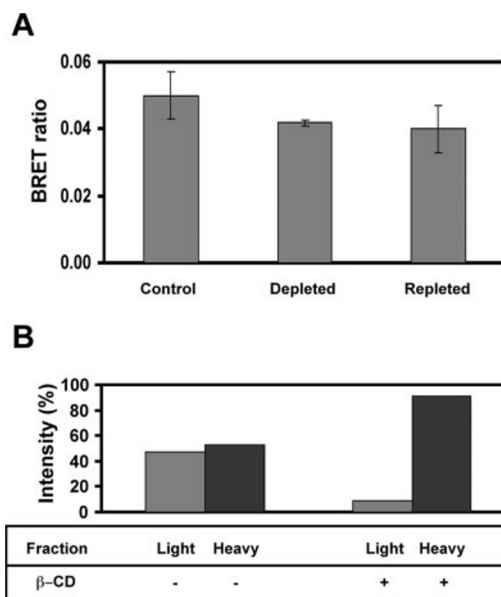 A
BRET ratio
0.06
0.04
0.02
0.00
Control Depleted Repleted
B
Intensity (%)
100
80
60
40
20
0
Fraction Light Heavy Light Heavy
β–CD - - + +